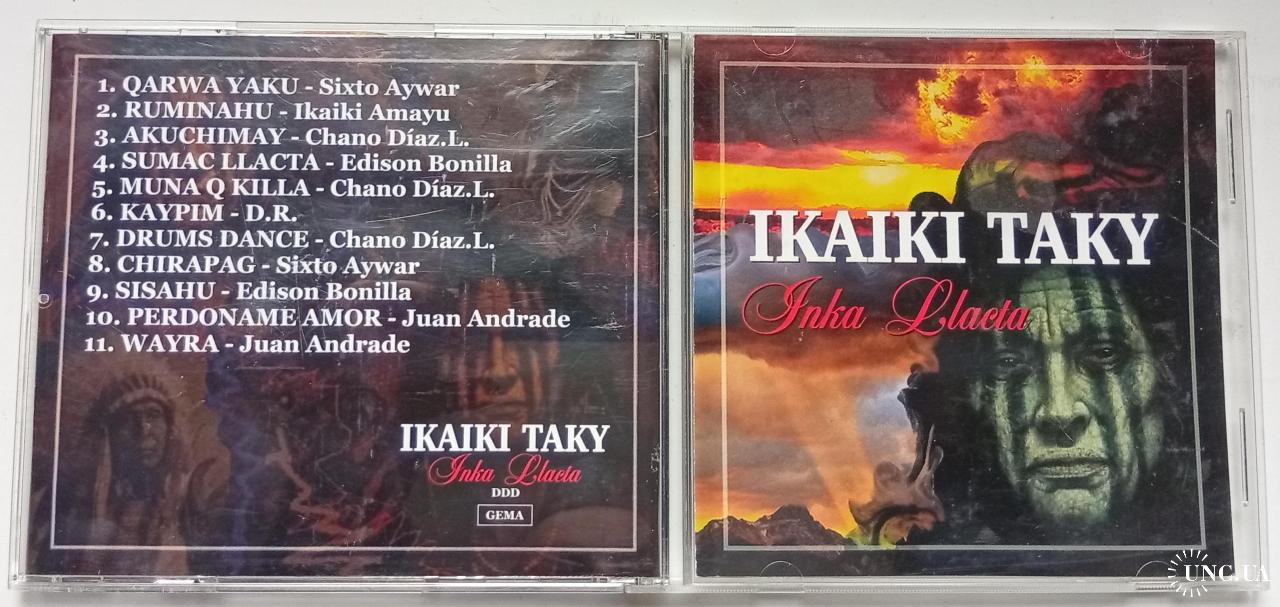 1. QARWA YAKU - Sixto Aywar
2. RUMINAHU - Ikaiki Amayu
3. AKUCHIMAY - Chano Díaz.L.
4. SUMAC LLACTA - Edison Bonilla
5. MUNA Q KILLA - Chano Díaz.L.
6. KAYPIM - D.R.
7. DRUMS DANCE - Chano Díaz.L.
8. CHIRAPAG - Sixto Aywar
9. SISAHU - Edison Bonilla
10. PERDONAME AMOR - Juan Andrade
11. WAYRA - Juan Andrade
IKAIKI TAKY
Inka Llacta
DDD
GEMA
IKAIKI TAKY
Inka Llacta
UNC.UA